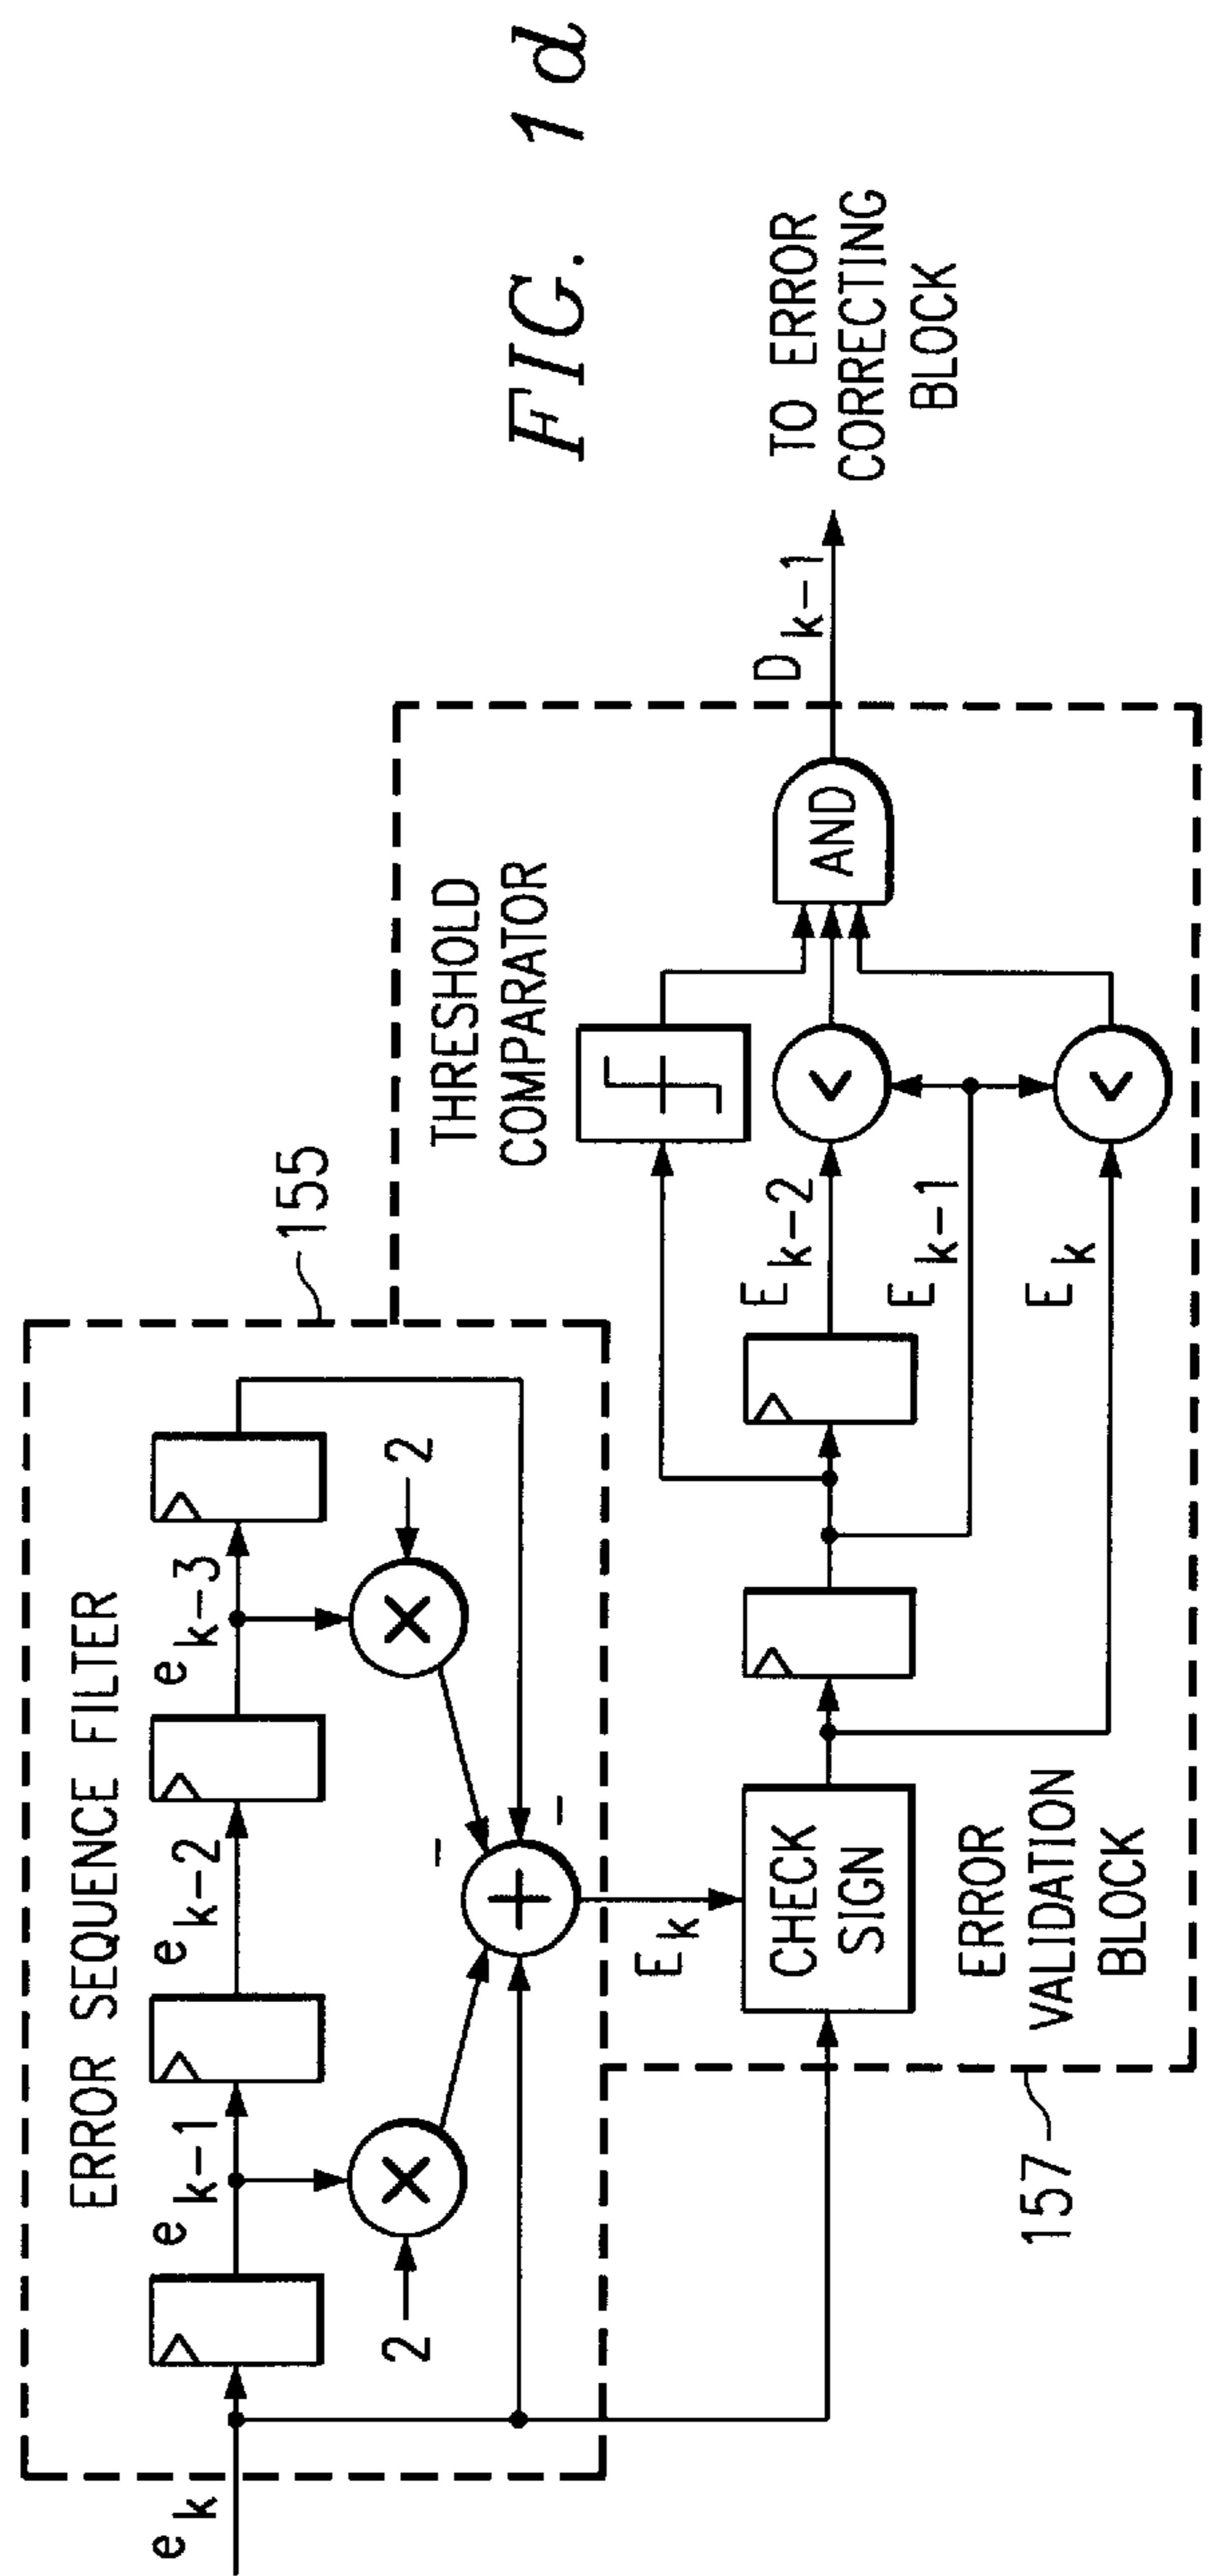 FIG. 1d
ERROR SEQUENCE FILTER
155
e k
e k-1
e k-2
e k-3
2
2
-
-
+
E k
THRESHOLD
COMPARATOR
CHECK
SIGN
E k-2
E k-1
E k
<
<
AND
D k-1
TO ERROR
CORRECTING
BLOCK
ERROR
VALIDATION
BLOCK
157